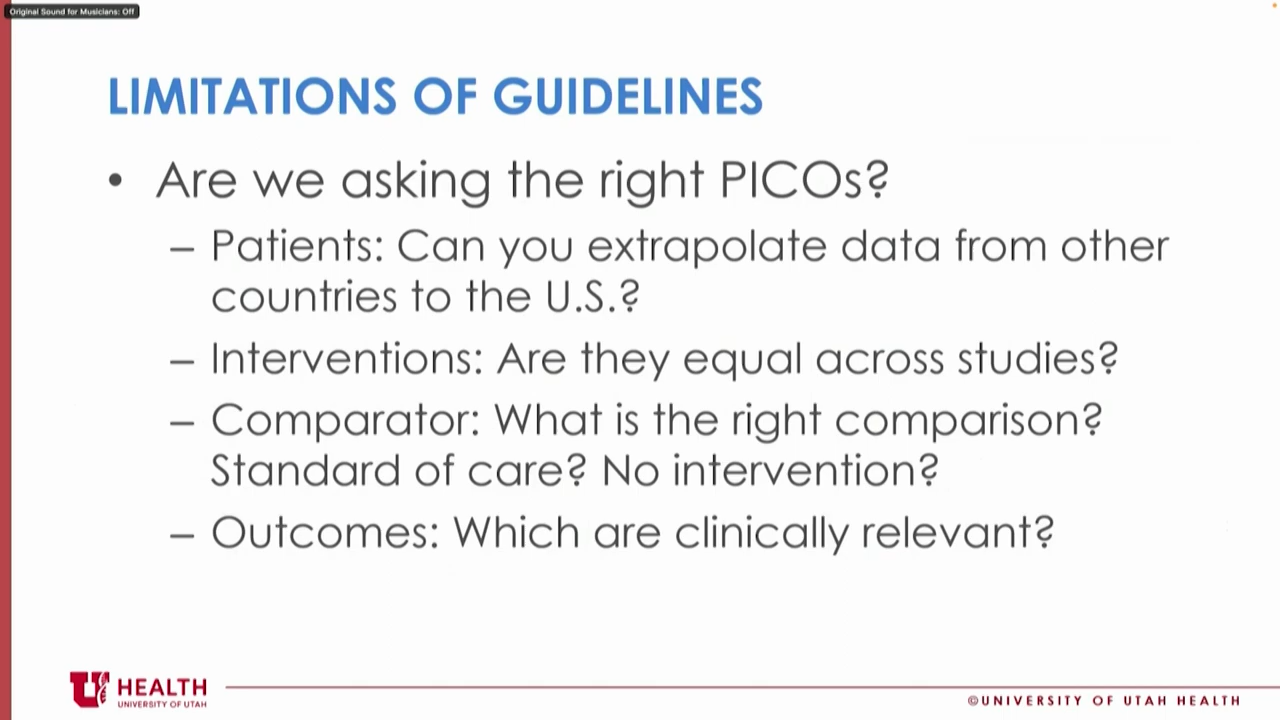 Original Sound for Musicians: Off
LIMITATIONS OF GUIDELINES
• Are we asking the right PICOs?
– Patients: Can you extrapolate data from other
countries to the U.S.?
– Interventions: Are they equal across studies?
– Comparator: What is the right comparison?
Standard of care? No intervention?
– Outcomes: Which are clinically relevant?
U HEALTH
UNIVERSITY OF UTAH
©UNIVERSITY OF UTAH HEALTH